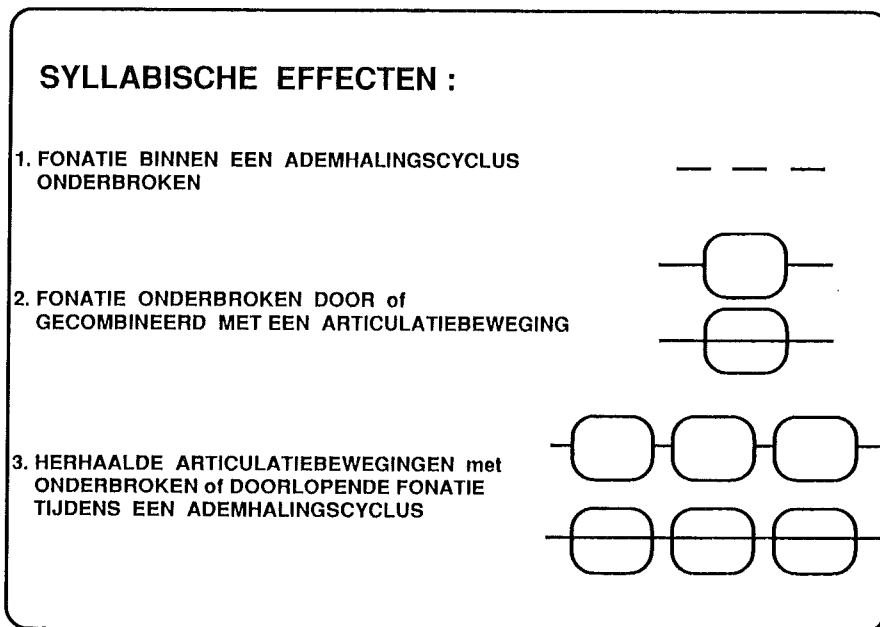 SYLLABISCHE EFFECTEN :
1. FONATIE BINNEN EEN ADEMHALINGSCYCLUS
ONDERBROKEN
2. FONATIE ONDERBROKEN DOOR of
GECOMBINEERD MET EEN ARTICULATIEBEWEGING
3. HERHAALDE ARTICULATIEBEWEGINGEN met
ONDERBROKEN of DOORLOPENDE FONATIE
TIJDENS EEN ADEMHALINGSCYCLUS